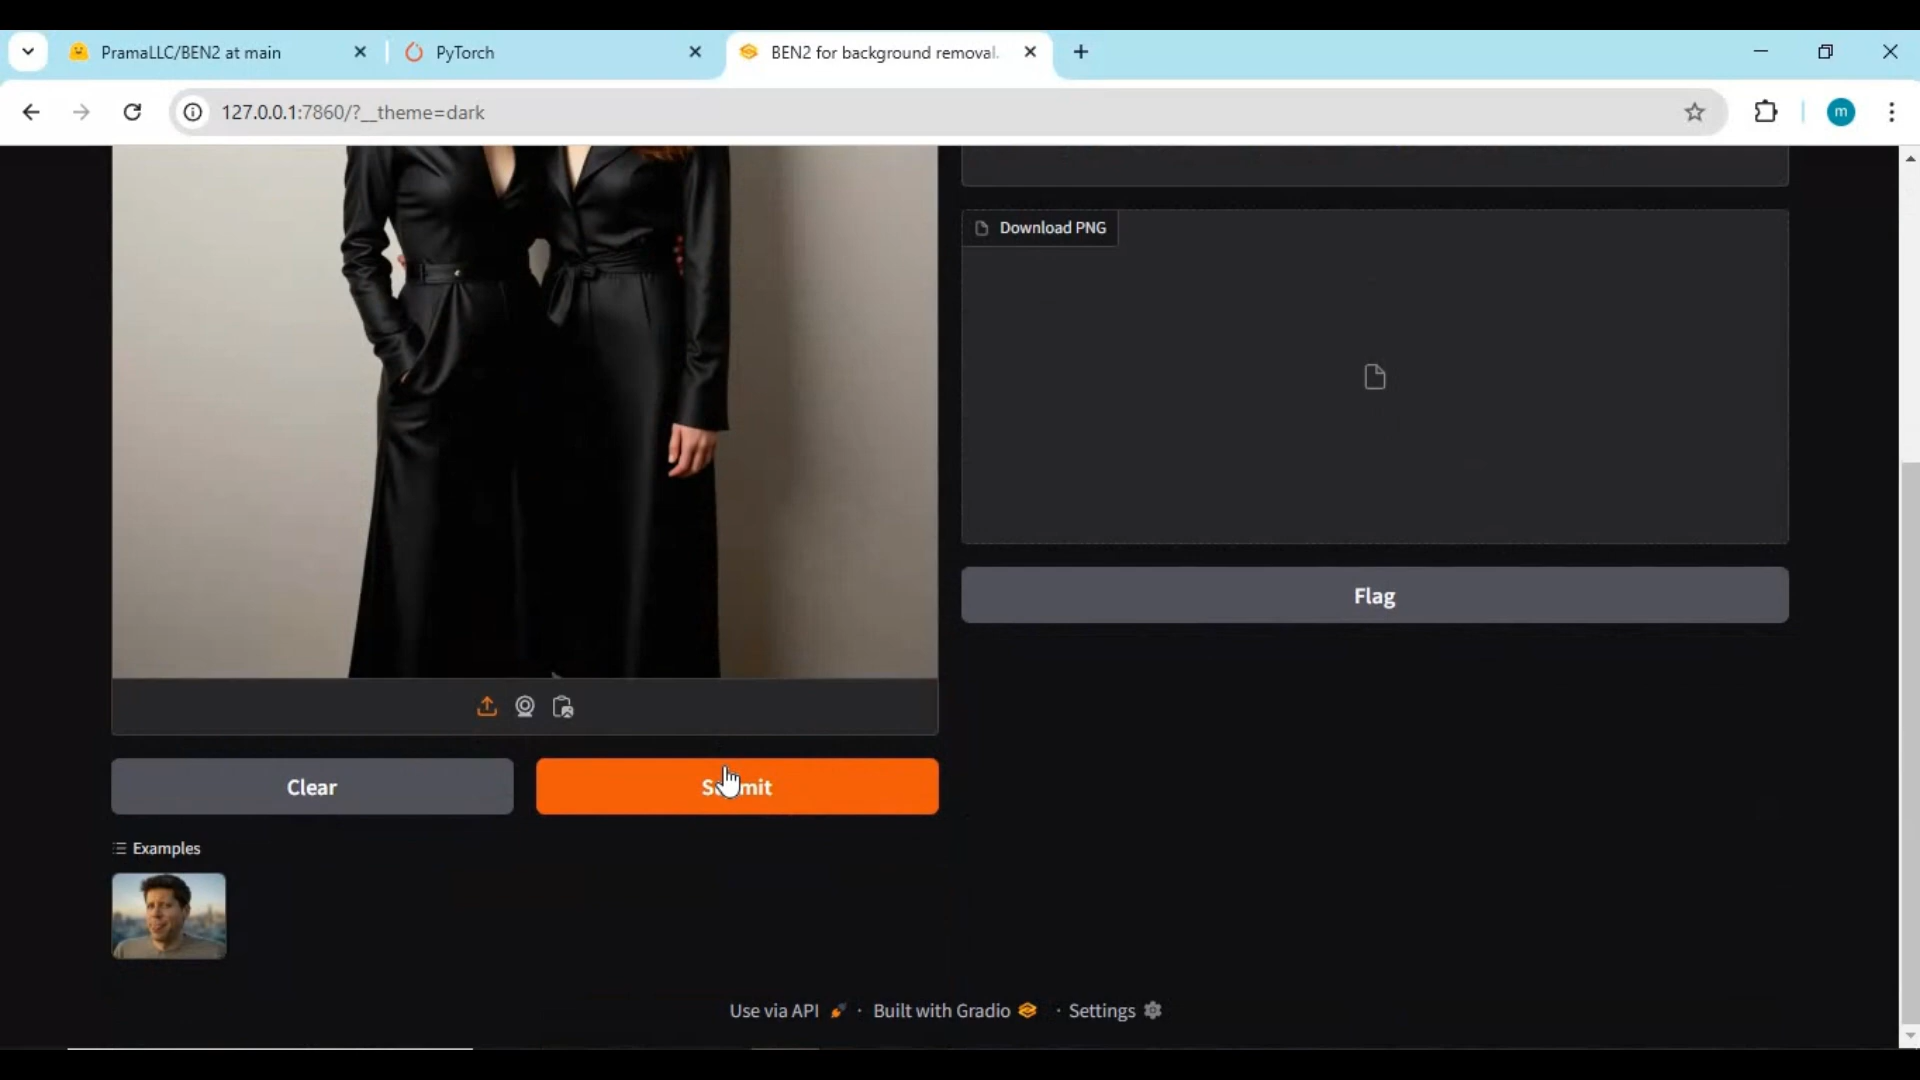 PramaLLC/BEN2 at main
PyTorch
BEN2 for background removal.
127.0.0.1:7860/?__theme=dark
m
Download PNG
Flag
Clear
Submit
Examples
Use via API · Built with Gradio · Settings